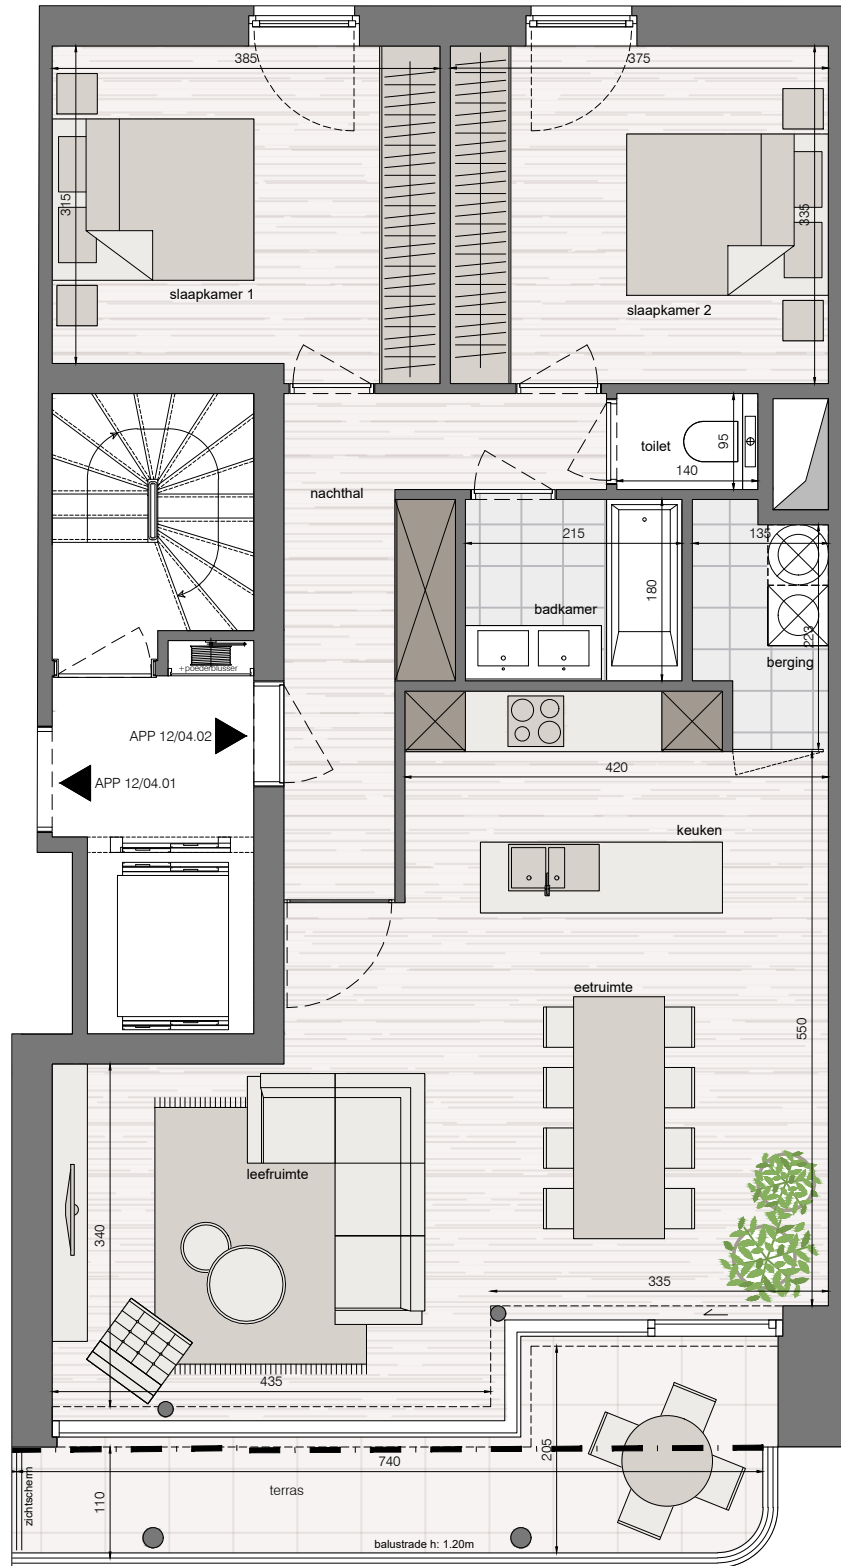 385
375
315
335
slaapkamer 1
slaapkamer 2
toilet
95
140
nachthal
215
135
180
badkamer
223
berging
+poederblusser
APP 12/04.02
APP 12/04.01
420
keuken
eetruimte
550
leefruimte
340
335
435
205
740
zichtscherm
110
terras
balustrade h: 1.20m